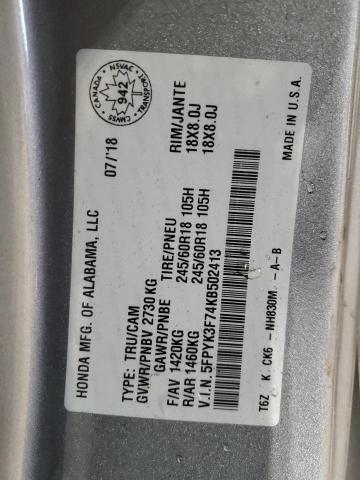 HONDA MFG. OF ALABAMA, LLC
07/'18
CANADA NSVAC TRANSPORT CMVSS
942
TYPE: TRU/CAM
GVWR/PNBV 2730KG
GAWR/PNBE TIRE/PNEU RIM/JANTE
F/AV 1420KG 245/60R18 105H 18X8.0J
R/AR 1460KG 245/60R18 105H 18X8.0J
V.I.N. 5FPYK3F74KB502413
MADE IN U.S.A.
T6Z K CK6 - NH830M - A-B